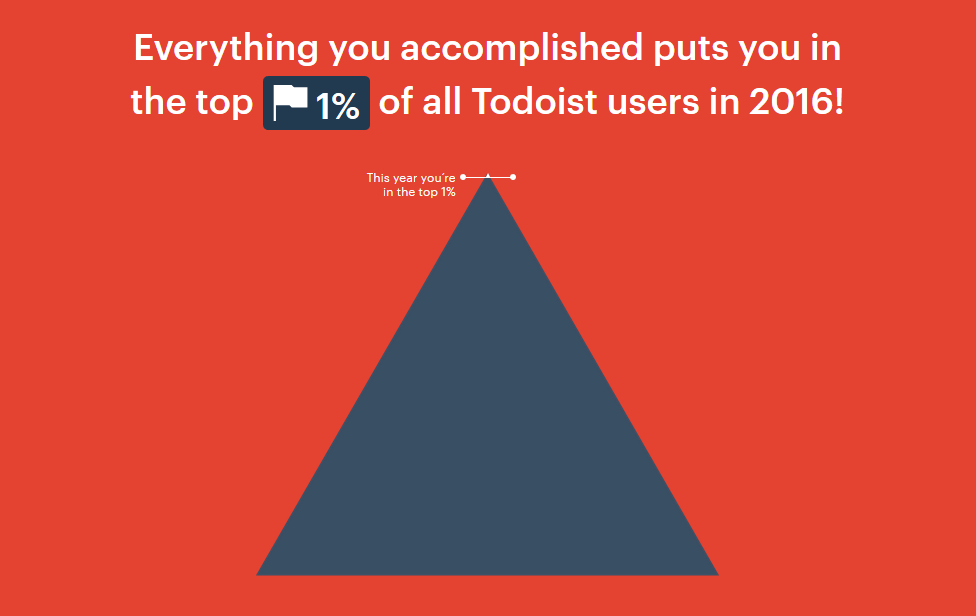 Everything you accomplished puts you in
the top 1% of all Todoist users in 2016!
This year you're
in the top 1%